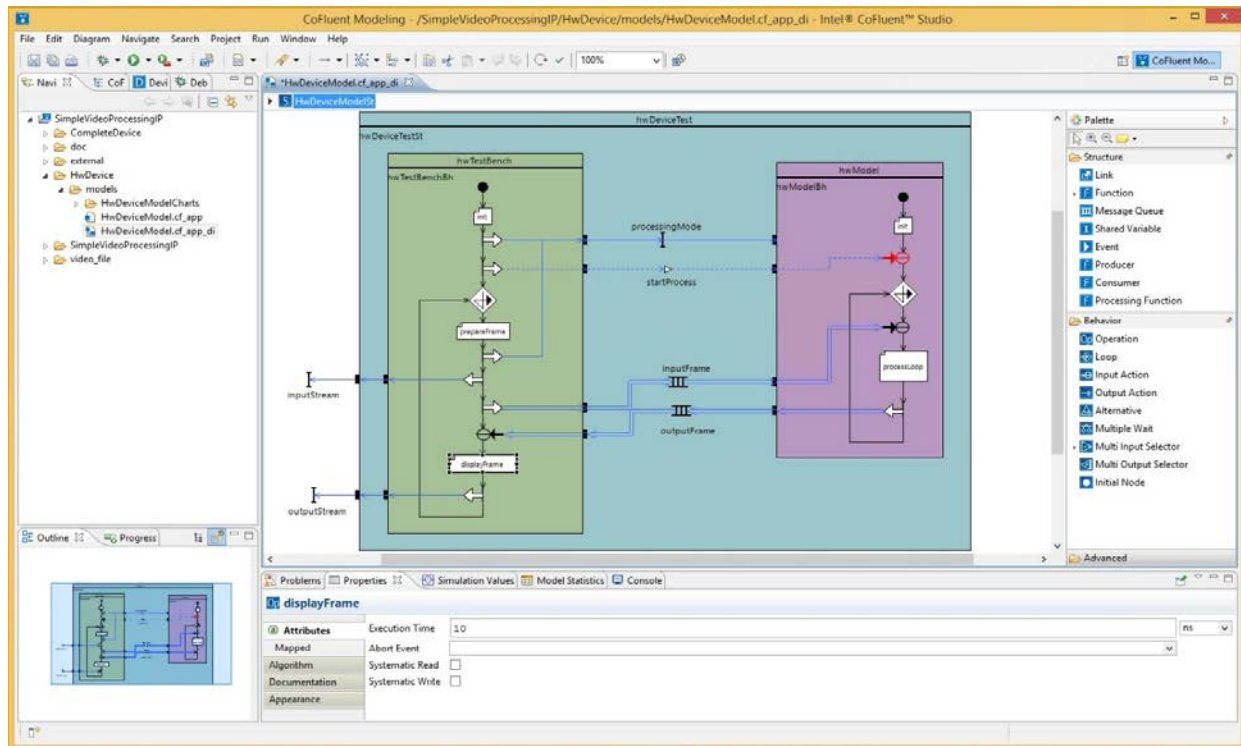 CoFluent Modeling - /SimpleVideoProcessingIP/HwDevice/models/HwDeviceModel.cf_app_di - Intel® CoFluent™ Studio
File Edit Diagram Navigate Search Project Run Window Help
100%
CoFluent Mo...
Navi
CoF
Devi
Deb
*HwDeviceModel.cf_app_di
HwDeviceModelSt
SimpleVideoProcessingIP
CompleteDevice
doc
external
HwDevice
models
HwDeviceModelCharts
HwDeviceModel.cf_app
HwDeviceModel.cf_app_di
SimpleVideoProcessingIP
video_file
hwDeviceTest
hwDeviceTestSt
hwTestBench
hwTestBenchBh
init
prepareFrame
displayFrame
inputStream
outputStream
processingMode
startProcess
inputFrame
outputFrame
hwModel
hwModelBh
init
processLoop
Palette
Structure
Link
Function
Message Queue
Shared Variable
Event
Producer
Consumer
Processing Function
Behavior
Operation
Loop
Input Action
Output Action
Alternative
Multiple Wait
Multi Input Selector
Multi Output Selector
Initial Node
Advanced
Outline
Progress
Problems
Properties
Simulation Values
Model Statistics
Console
displayFrame
Attributes
Mapped
Algorithm
Documentation
Appearance
Execution Time 10 ns
Abort Event
Systematic Read
Systematic Write